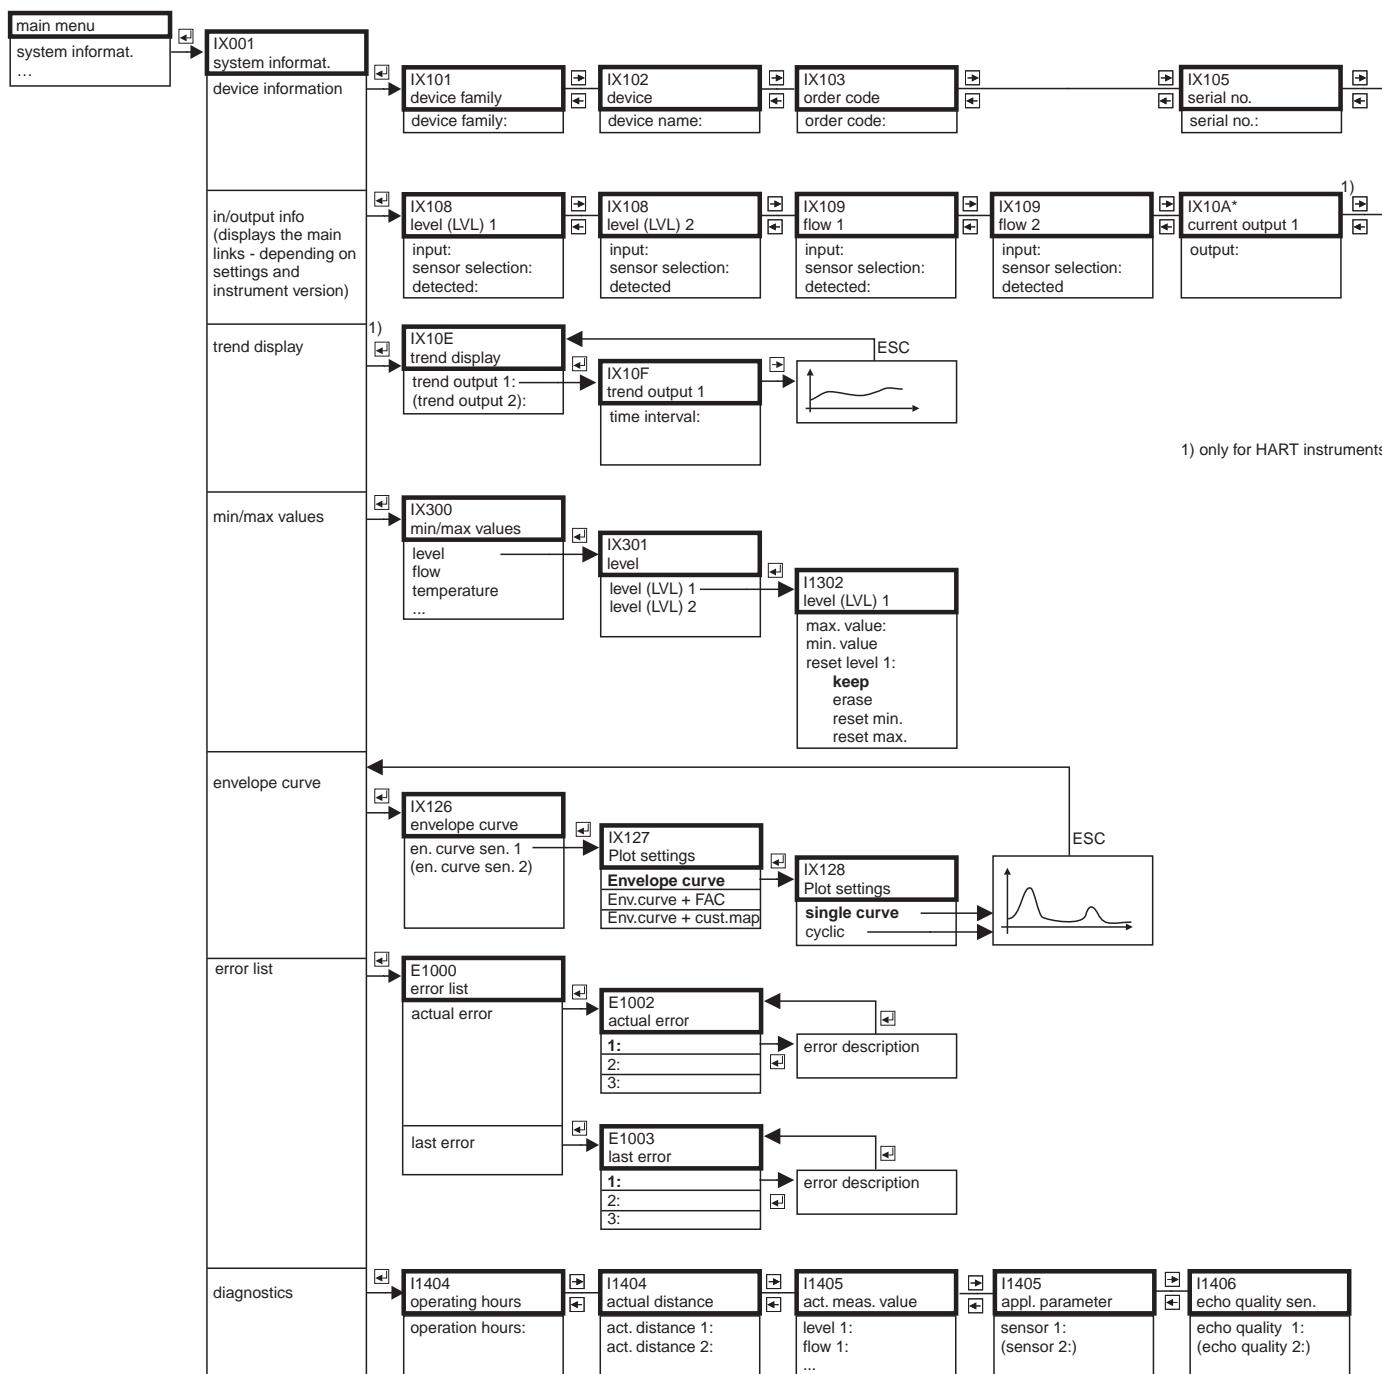 main menu
system informat.
...
IX001
system informat.
device information
IX101
device family
device family:
IX102
device
device name:
IX103
order code
order code:
IX105
serial no.
serial no.:
in/output info
(displays the main
links - depending on
settings and
instrument version)
IX108
level (LVL) 1
input:
sensor selection:
detected:
IX108
level (LVL) 2
input:
sensor selection:
detected
IX109
flow 1
input:
sensor selection:
detected:
IX109
flow 2
input:
sensor selection:
detected
1)
IX10A*
current output 1
output:
trend display
1)
IX10E
trend display
trend output 1:
(trend output 2):
IX10F
trend output 1
time interval:
ESC
1) only for HART instruments
min/max values
IX300
min/max values
level
flow
temperature
...
IX301
level
level (LVL) 1
level (LVL) 2
I1302
level (LVL) 1
max. value:
min. value
reset level 1:
keep
erase
reset min.
reset max.
envelope curve
IX126
envelope curve
en. curve sen. 1
(en. curve sen. 2)
IX127
Plot settings
Envelope curve
Env.curve + FAC
Env.curve + cust.map
IX128
Plot settings
single curve
cyclic
ESC
error list
E1000
error list
actual error
E1002
actual error
1:
2:
3:
error description
last error
E1003
last error
1:
2:
3:
error description
diagnostics
I1404
operating hours
operation hours:
I1404
actual distance
act. distance 1:
act. distance 2:
I1405
act. meas. value
level 1:
flow 1:
...
I1405
appl. parameter
sensor 1:
(sensor 2:)
I1406
echo quality sen.
echo quality 1:
(echo quality 2:)